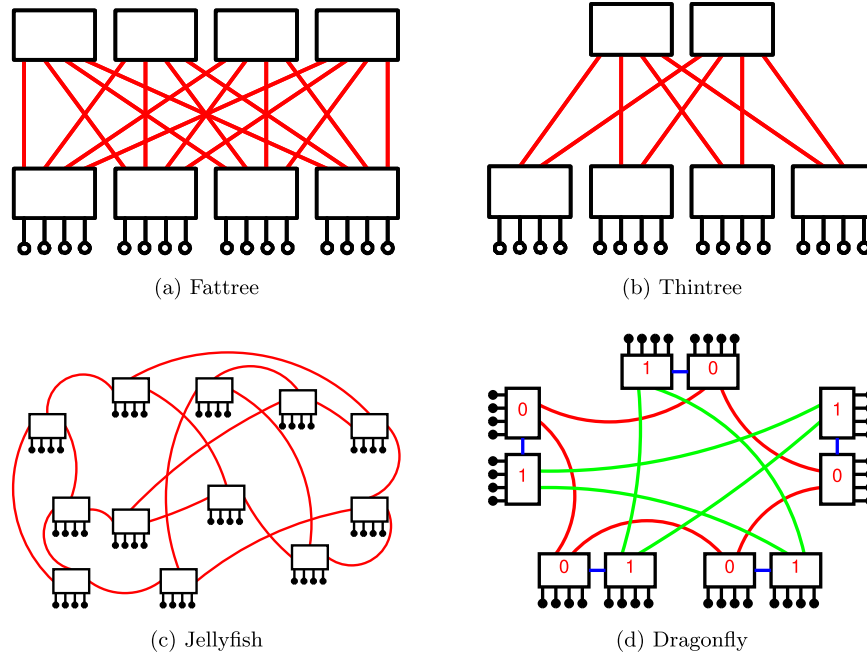 (a) Fattree
(b) Thintree
1 0
0
1
1
0
0 1 0 1
(c) Jellyfish
(d) Dragonfly